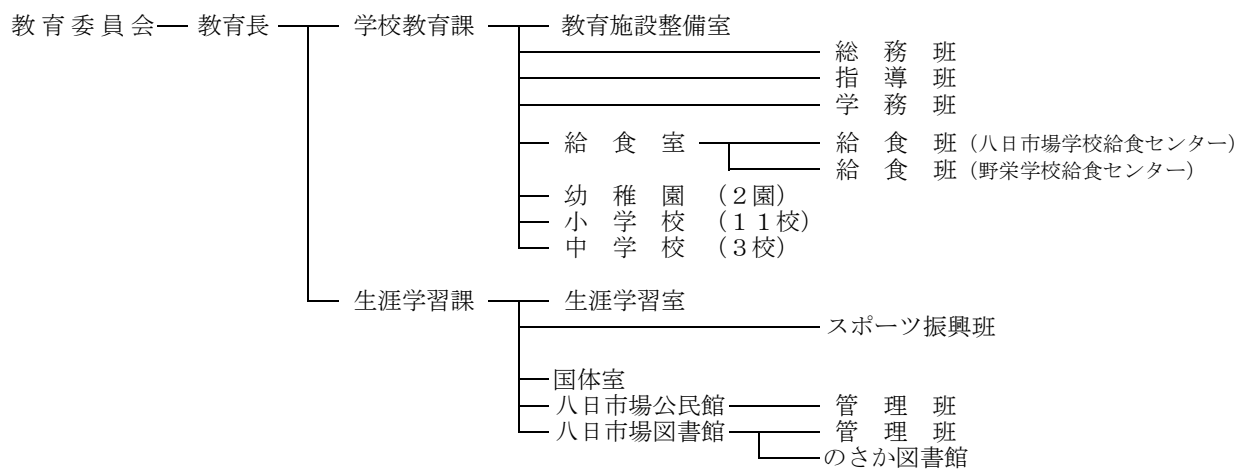 教育委員会 教育長 学校教育課 教育施設整備室
総務班
指導班
学務班
給食室 給食班（八日市場学校給食センター）
給食班（野栄学校給食センター）
幼稚園 （２園）
小学校 （１１校）
中学校 （３校）
生涯学習課 生涯学習室
スポーツ振興班
国体室
八日市場公民館 管理班
八日市場図書館 管理班
のさか図書館